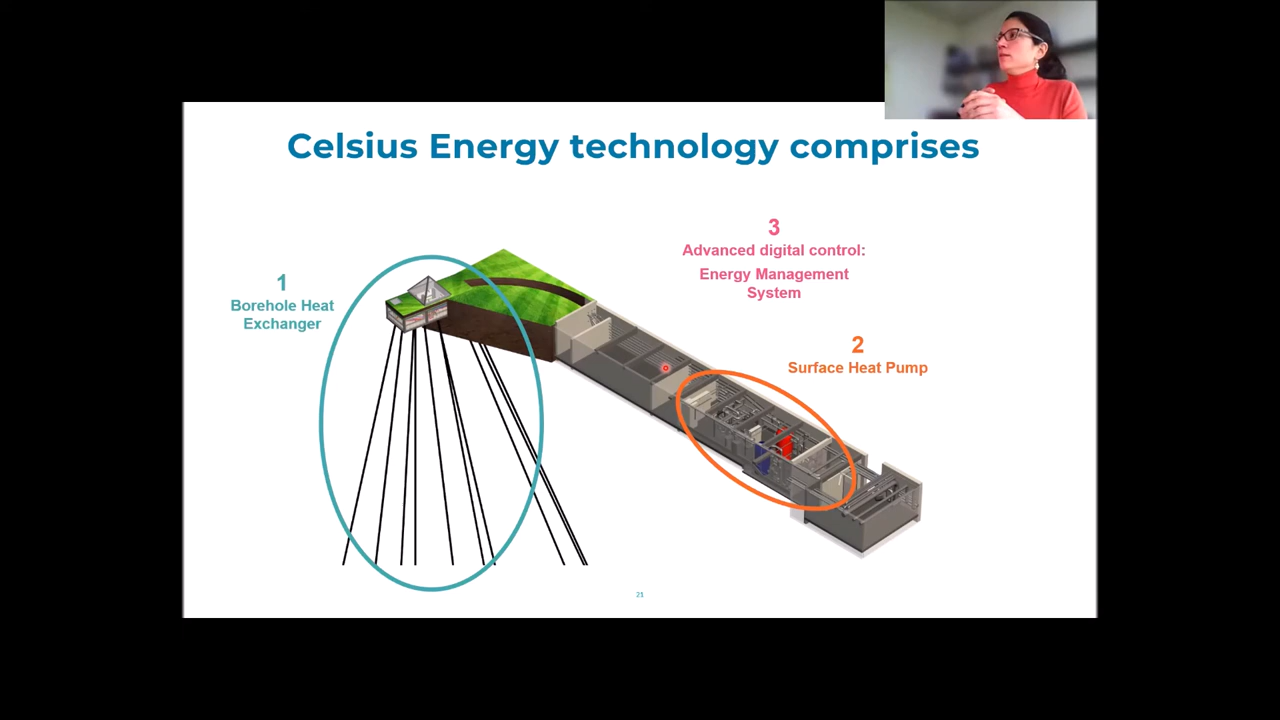 Celsius Energy technology comprises
1
Borehole Heat
Exchanger
3
Advanced digital control:
Energy Management
System
2
Surface Heat Pump
21